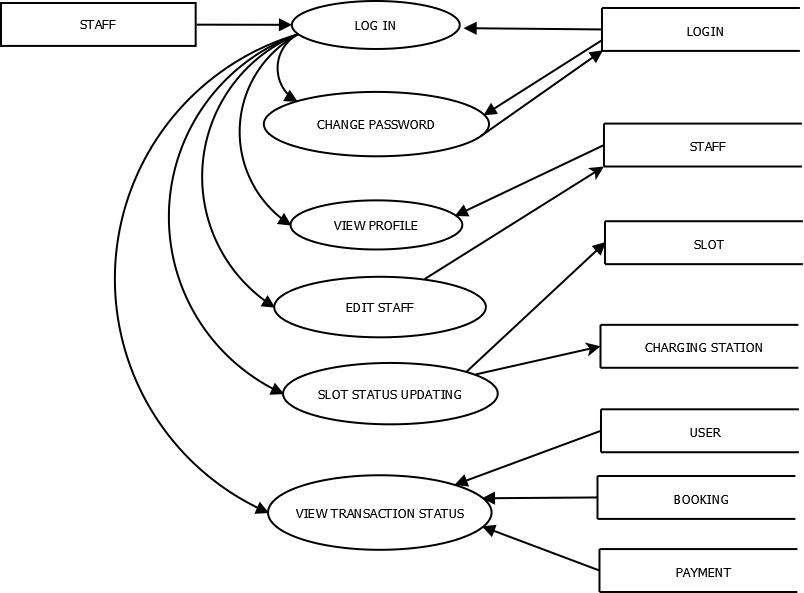 STAFF
LOG IN
LOGIN
CHANGE PASSWORD
STAFF
VIEW PROFILE
SLOT
EDIT STAFF
CHARGING STATION
SLOT STATUS UPDATING
USER
BOOKING
VIEW TRANSACTION STATUS
PAYMENT